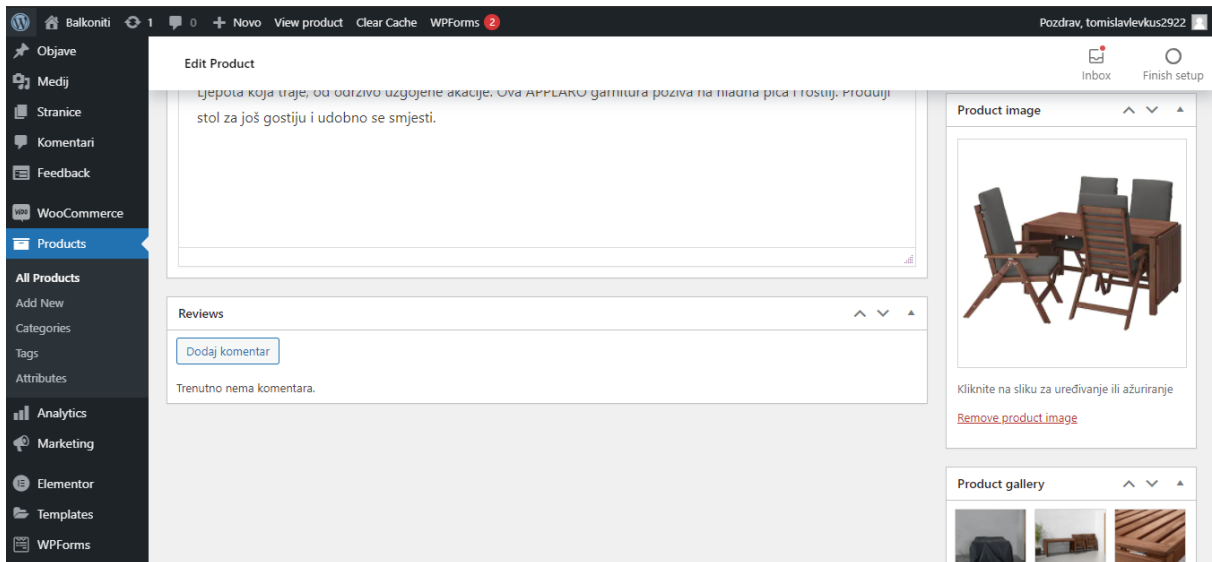 Balkoniti 1 0 Novo View product Clear Cache WPForms 2 Pozdrav, tomislavlevkus2922
Objave
Medij
Stranice
Komentari
Feedback
WooCommerce
Products
All Products
Add New
Categories
Tags
Attributes
Analytics
Marketing
Elementor
Templates
WPForms
Edit Product
Inbox
Finish setup
Ljepota koja traje, od održivo uzgojene akacije. Ova ÄPPLARÖ garnitura poziva na hladna pića i roštilj. Produlji
stol za još gostiju i udobno se smjesti.
Reviews
Dodaj komentar
Trenutno nema komentara.
Product image
Kliknite na sliku za uređivanje ili ažuriranje
Remove product image
Product gallery